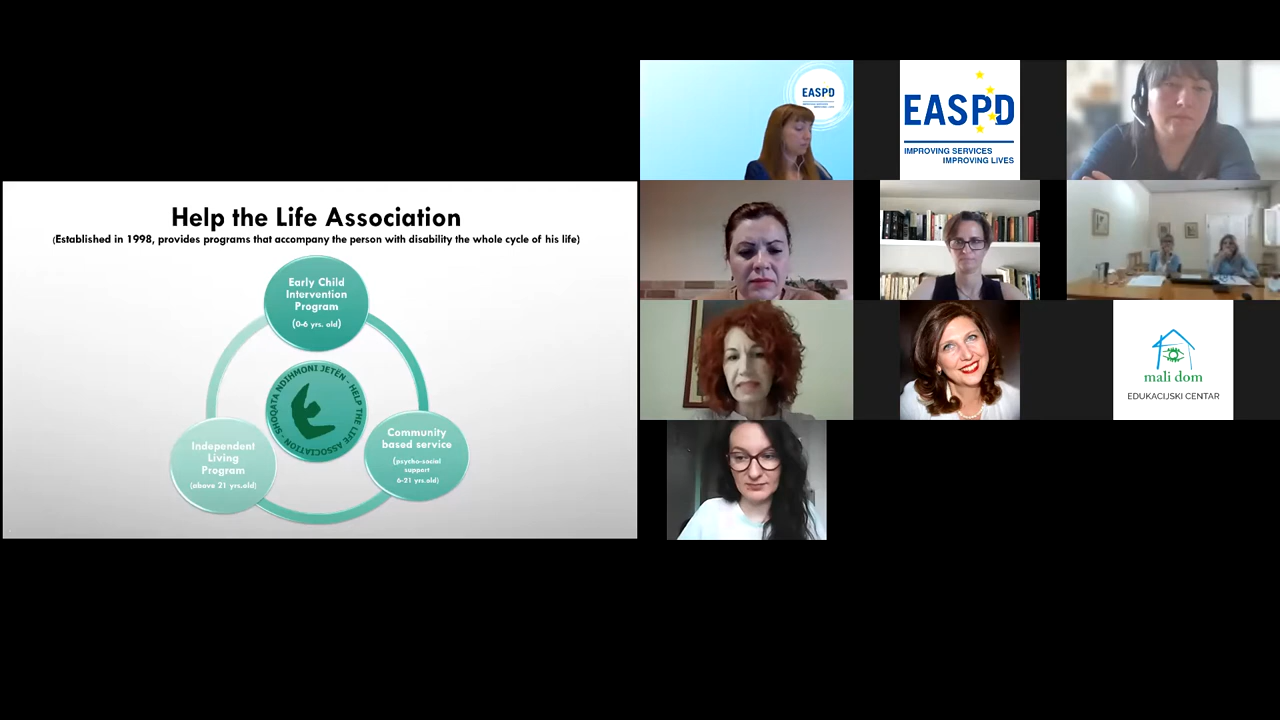 Help the Life Association
(Established in 1998, provides programs that accompany the person with disability the whole cycle of his life)
Early Child
Intervention
Program
(0-6 yrs. old)
SHOQATA NDIHMONI JETËN - HELP THE LIFE ASSOCIATION -
Independent
Living
Program
(above 21 yrs.old)
Community
based service
(psycho-social
support
6-21 yrs.old)
EASPD
EASPD
IMPROVING SERVICES
IMPROVING LIVES
mali dom
EDUKACIJSKI CENTAR